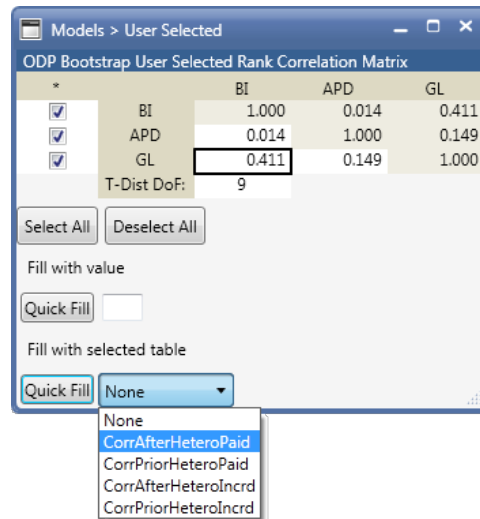 Models > User Selected
ODP Bootstrap User Selected Rank Correlation Matrix
* BI APD GL
BI 1.000 0.014 0.411
APD 0.014 1.000 0.149
GL 0.411 0.149 1.000
T-Dist DoF: 9
Select All Deselect All
Fill with value
Quick Fill
Fill with selected table
Quick Fill None
None
CorrAfterHeteroPaid
CorrPriorHeteroPaid
CorrAfterHeteroIncrd
CorrPriorHeteroIncrd